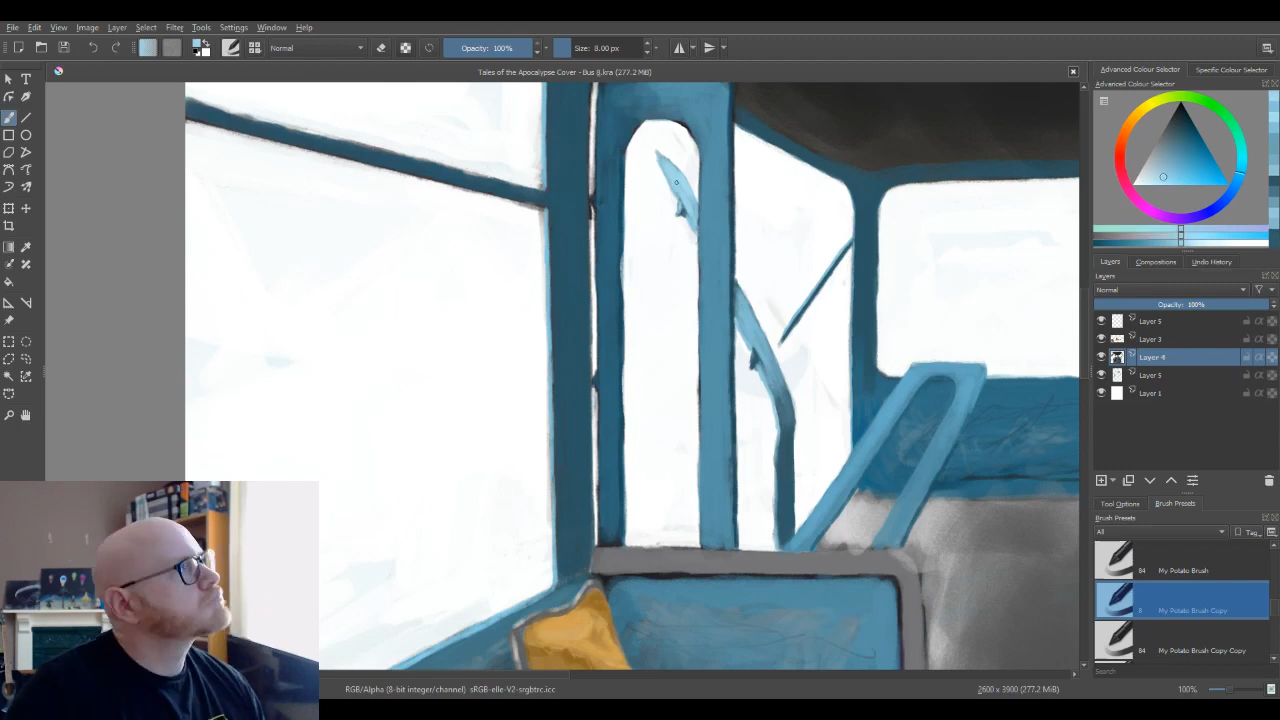 File Edit View Image Layer Select Filter Tools Settings Window Help
Normal Opacity: 100% Size: 8.00 px
Tales of the Apocalypse Cover - Bus II.kra (277.2 MiB)
Advanced Colour Selector Specific Colour Selector
Advanced Colour Selector
Layers Compositions Undo History
Layers
Normal
Opacity: 100%
Layer 5
Layer 3
Layer 4
Layer 5
Layer 1
Tool Options Brush Presets
Brush Presets
All Tag
84 My Potato Brush
8 My Potato Brush Copy
84 My Potato Brush Copy Copy
Search
RGB/Alpha (8-bit integer/channel) sRGB-elle-V2-srgbtrc.icc 2600 x 3900 (277.2 MiB) 100%